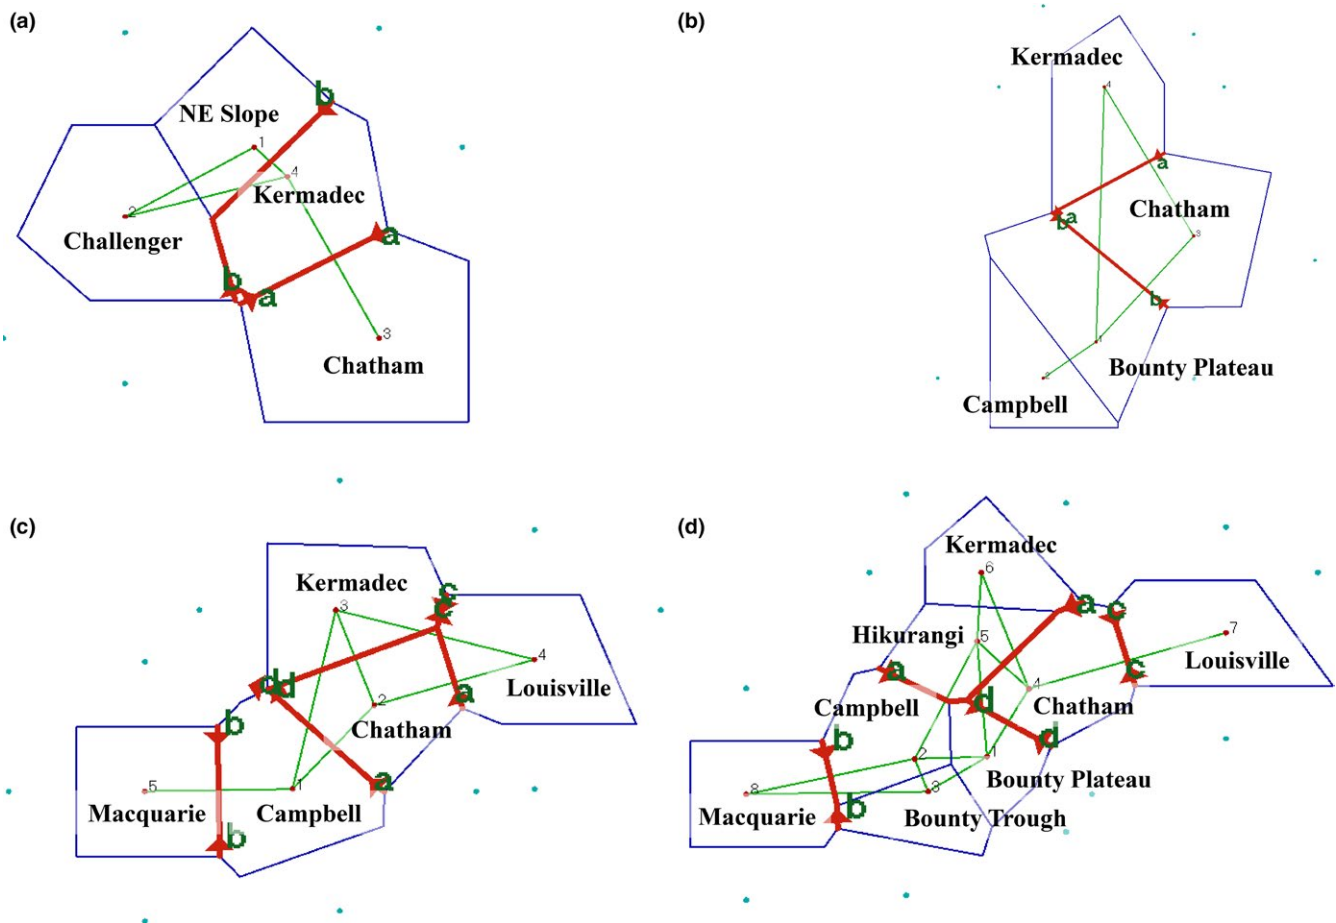 (a)
b
NE Slope
1
4
Kermadec
2
Challenger
a
b
a
3
Chatham
(b)
Kermadec
4
a
Chatham
a
b
3
b
1
Bounty Plateau
2
Campbell
(c)
Kermadec
c
c
3
4
Louisville
d
d
a
2
Chatham
b
a
5
1
Macquarie
Campbell
b
(d)
Kermadec
6
a
c
Hikurangi
5
7
Louisville
a
c
4
Campbell
d
Chatham
b
d
2
1
Bounty Plateau
8
3
b
Macquarie
Bounty Trough